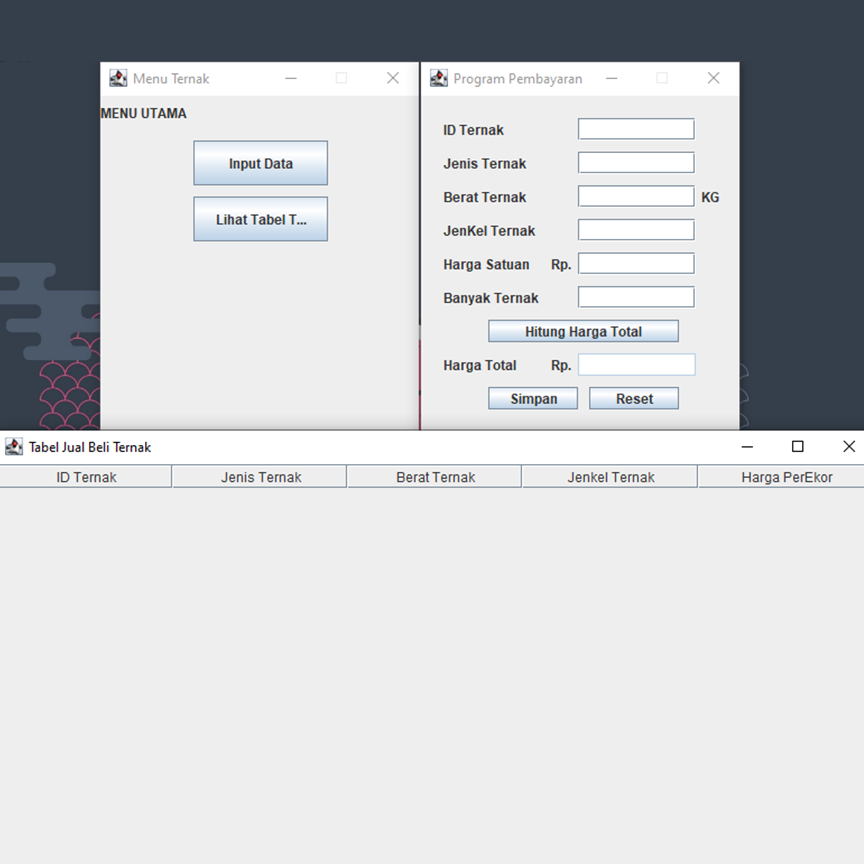 Menu Ternak
MENU UTAMA
Input Data
Lihat Tabel T...
Program Pembayaran
ID Ternak
Jenis Ternak
Berat Ternak KG
JenKel Ternak
Harga Satuan Rp.
Banyak Ternak
Hitung Harga Total
Harga Total Rp.
Simpan Reset
Tabel Jual Beli Ternak
ID Ternak Jenis Ternak Berat Ternak Jenkel Ternak Harga PerEkor